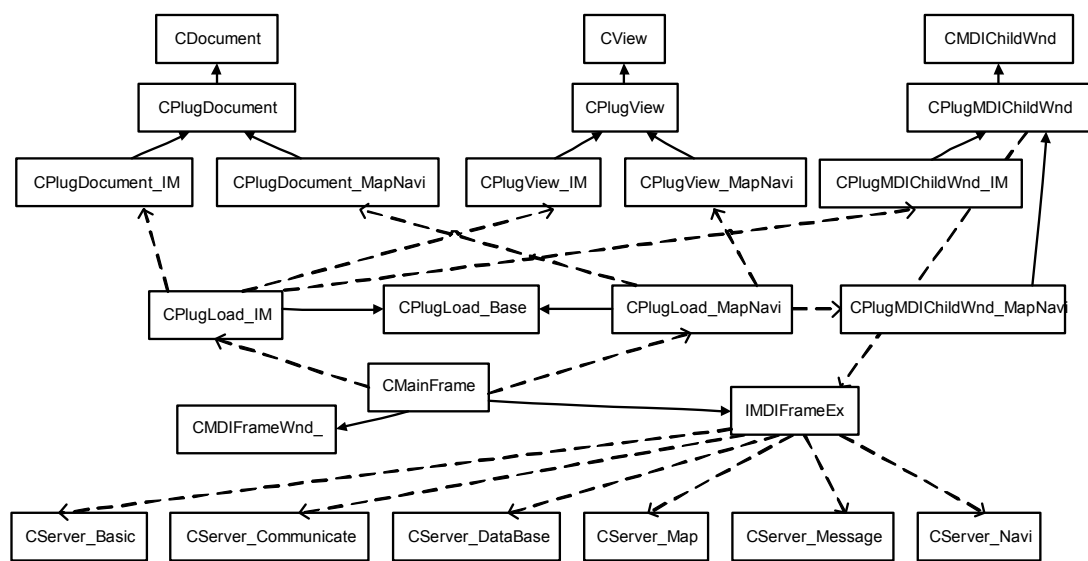 CDocument
CView
CMDIChildWnd
CPlugDocument
CPlugView
CPlugMDIChildWnd
CPlugDocument_IM
CPlugDocument_MapNavi
CPlugView_IM
CPlugView_MapNavi
CPlugMDIChildWnd_IM
CPlugLoad_IM
CPlugLoad_Base
CPlugLoad_MapNavi
CPlugMDIChildWnd_MapNavi
CMainFrame
IMDIFrameEx
CMDIFrameWnd_
CServer_Basic
CServer_Communicate
CServer_DataBase
CServer_Map
CServer_Message
CServer_Navi